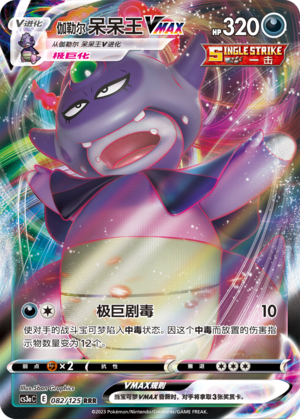 V进化
伽勒尔 呆呆王VMAX
HP 320
从伽勒尔 呆呆王V进化
极巨化
SINGLE STRIKE
一击
极巨剧毒 10
使对手的战斗宝可梦陷入中毒状态。因这个中毒而放置的伤害指
示物数量变为12个。
弱点 ×2 抵抗力 撤退
Illus. 5ban Graphics
VMAX规则
当宝可梦VMAX昏厥时，对手将拿取3张奖赏卡。
CS3aC E 082/125 RRR
©2023 Pokémon/Nintendo/Creatures/GAME FREAK.